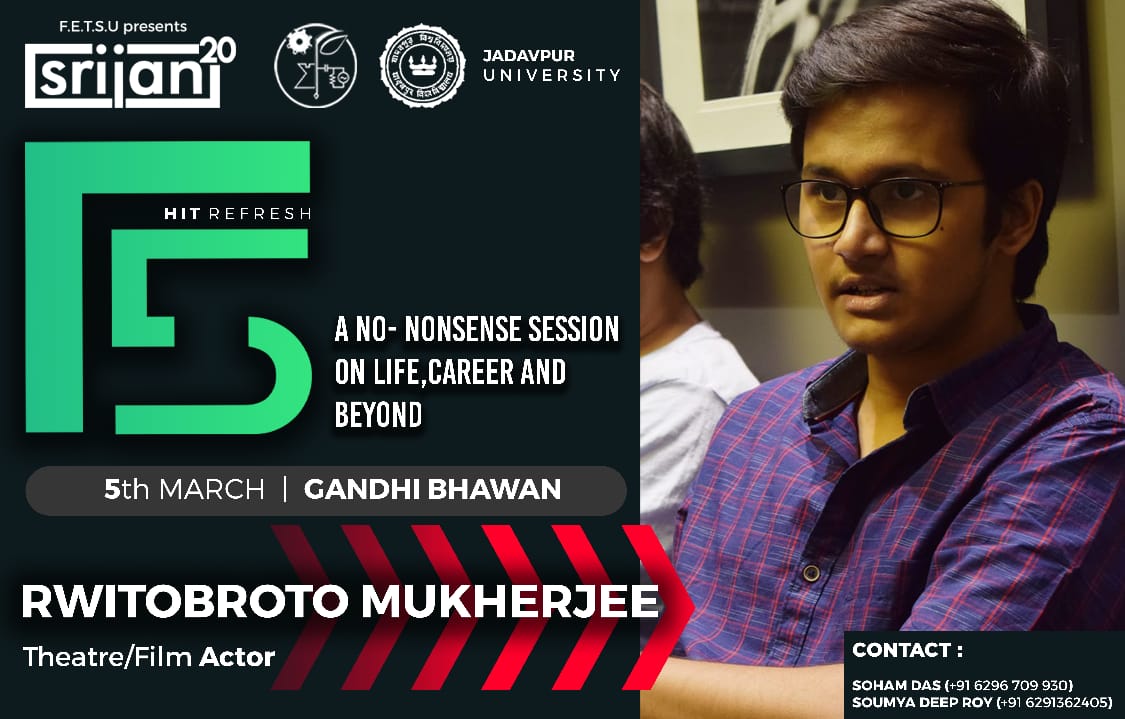 F.E.T.S.U presents
srijan 20
JADAVPUR
UNIVERSITY
F5
HIT REFRESH
A NO- NONSENSE SESSION
ON LIFE,CAREER AND
BEYOND
5th MARCH | GANDHI BHAWAN
RWITOBROTO MUKHERJEE
Theatre/Film Actor
CONTACT :
SOHAM DAS (+91 6296 709 930)
SOUMYA DEEP ROY (+91 6291362405)